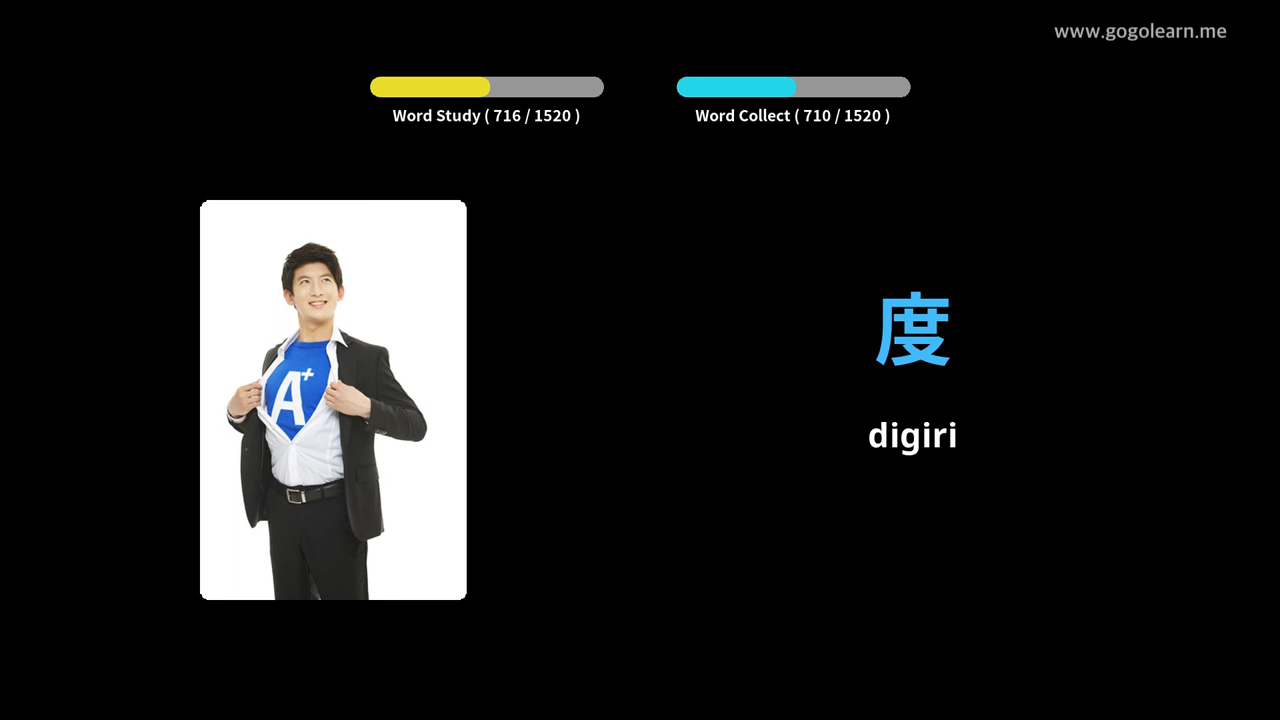 www.gogolearn.me
Word Study ( 716 / 1520 )
Word Collect ( 710 / 1520 )
A+
度
digiri